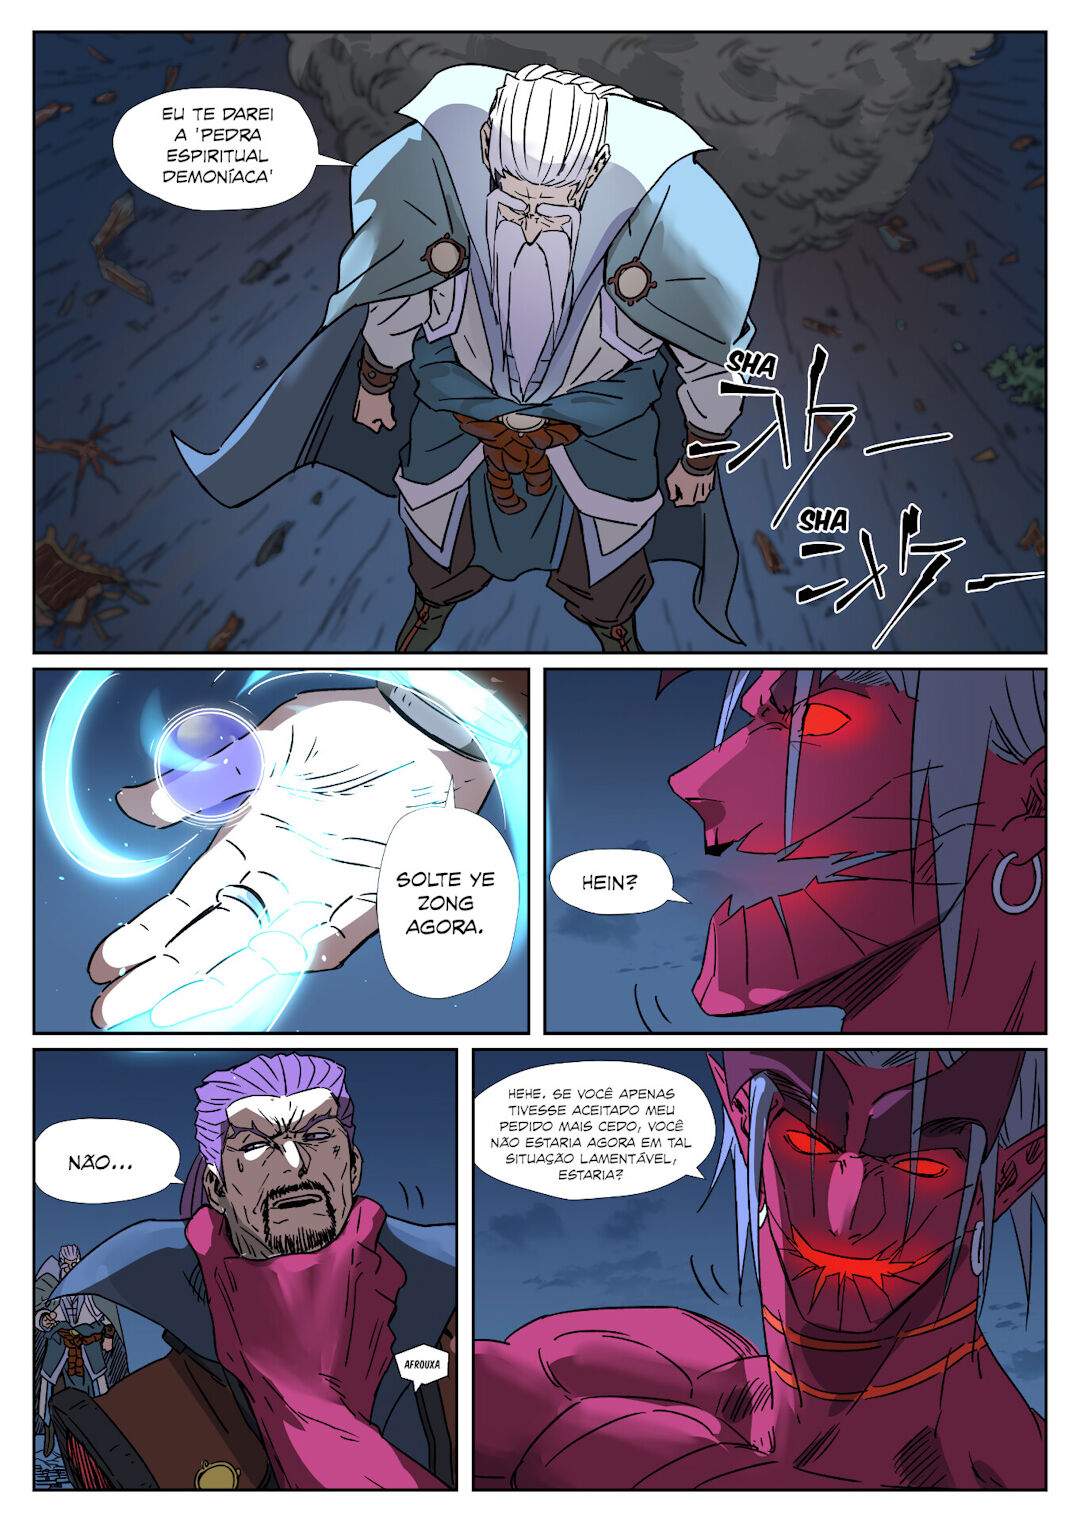 EU TE DAREI
A 'PEDRA
ESPIRITUAL
DEMONÍACA'
SHA
SHA
SOLTE YE
ZONG
AGORA.
HEIN?
NÃO...
AFROUXA
HEHE. SE VOCÊ APENAS
TIVESSE ACEITADO MEU
PEDIDO MAIS CEDO, VOCÊ
NÃO ESTARIA AGORA EM TAL
SITUAÇÃO LAMENTÁVEL,
ESTARIA?